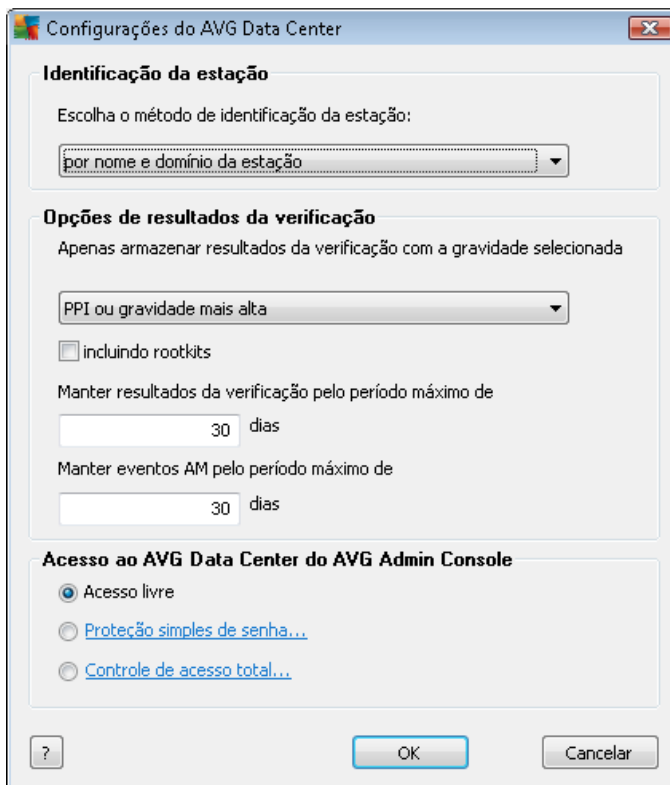 Configurações do AVG Data Center
Identificação da estação
Escolha o método de identificação da estação:
por nome e domínio da estação
Opções de resultados da verificação
Apenas armazenar resultados da verificação com a gravidade selecionada
PPI ou gravidade mais alta
incluindo rootkits
Manter resultados da verificação pelo período máximo de
30 dias
Manter eventos AM pelo período máximo de
30 dias
Acesso ao AVG Data Center do AVG Admin Console
Acesso livre
Proteção simples de senha...
Controle de acesso total...
? OK Cancelar